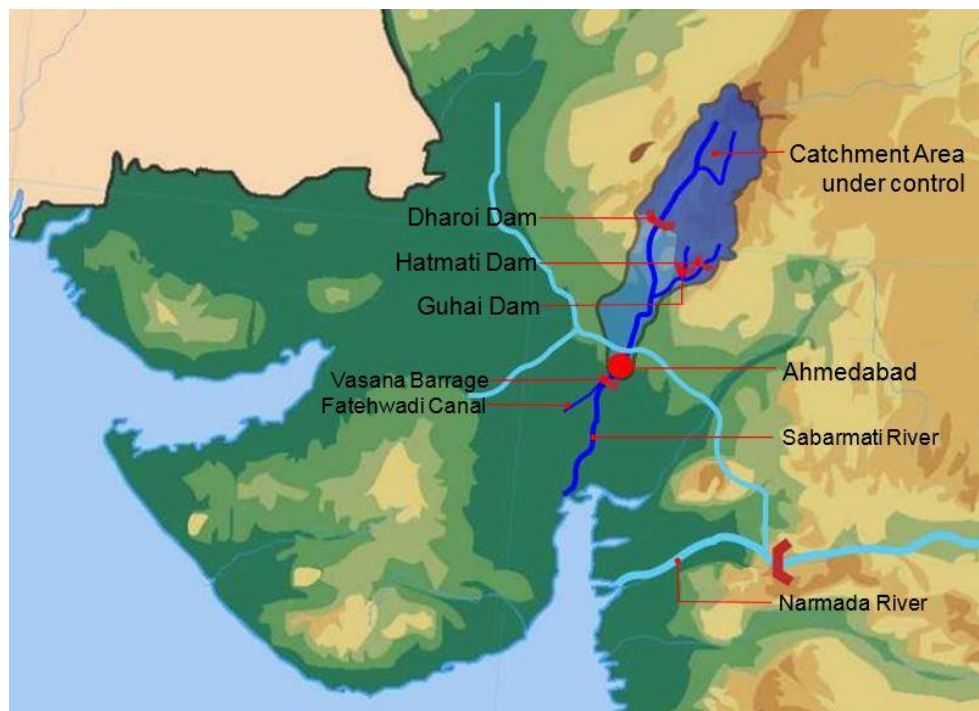 Catchment Area
under control
Dharoi Dam
Hatmati Dam
Guhai Dam
Ahmedabad
Vasana Barrage
Fatehwadi Canal
Sabarmati River
Narmada River